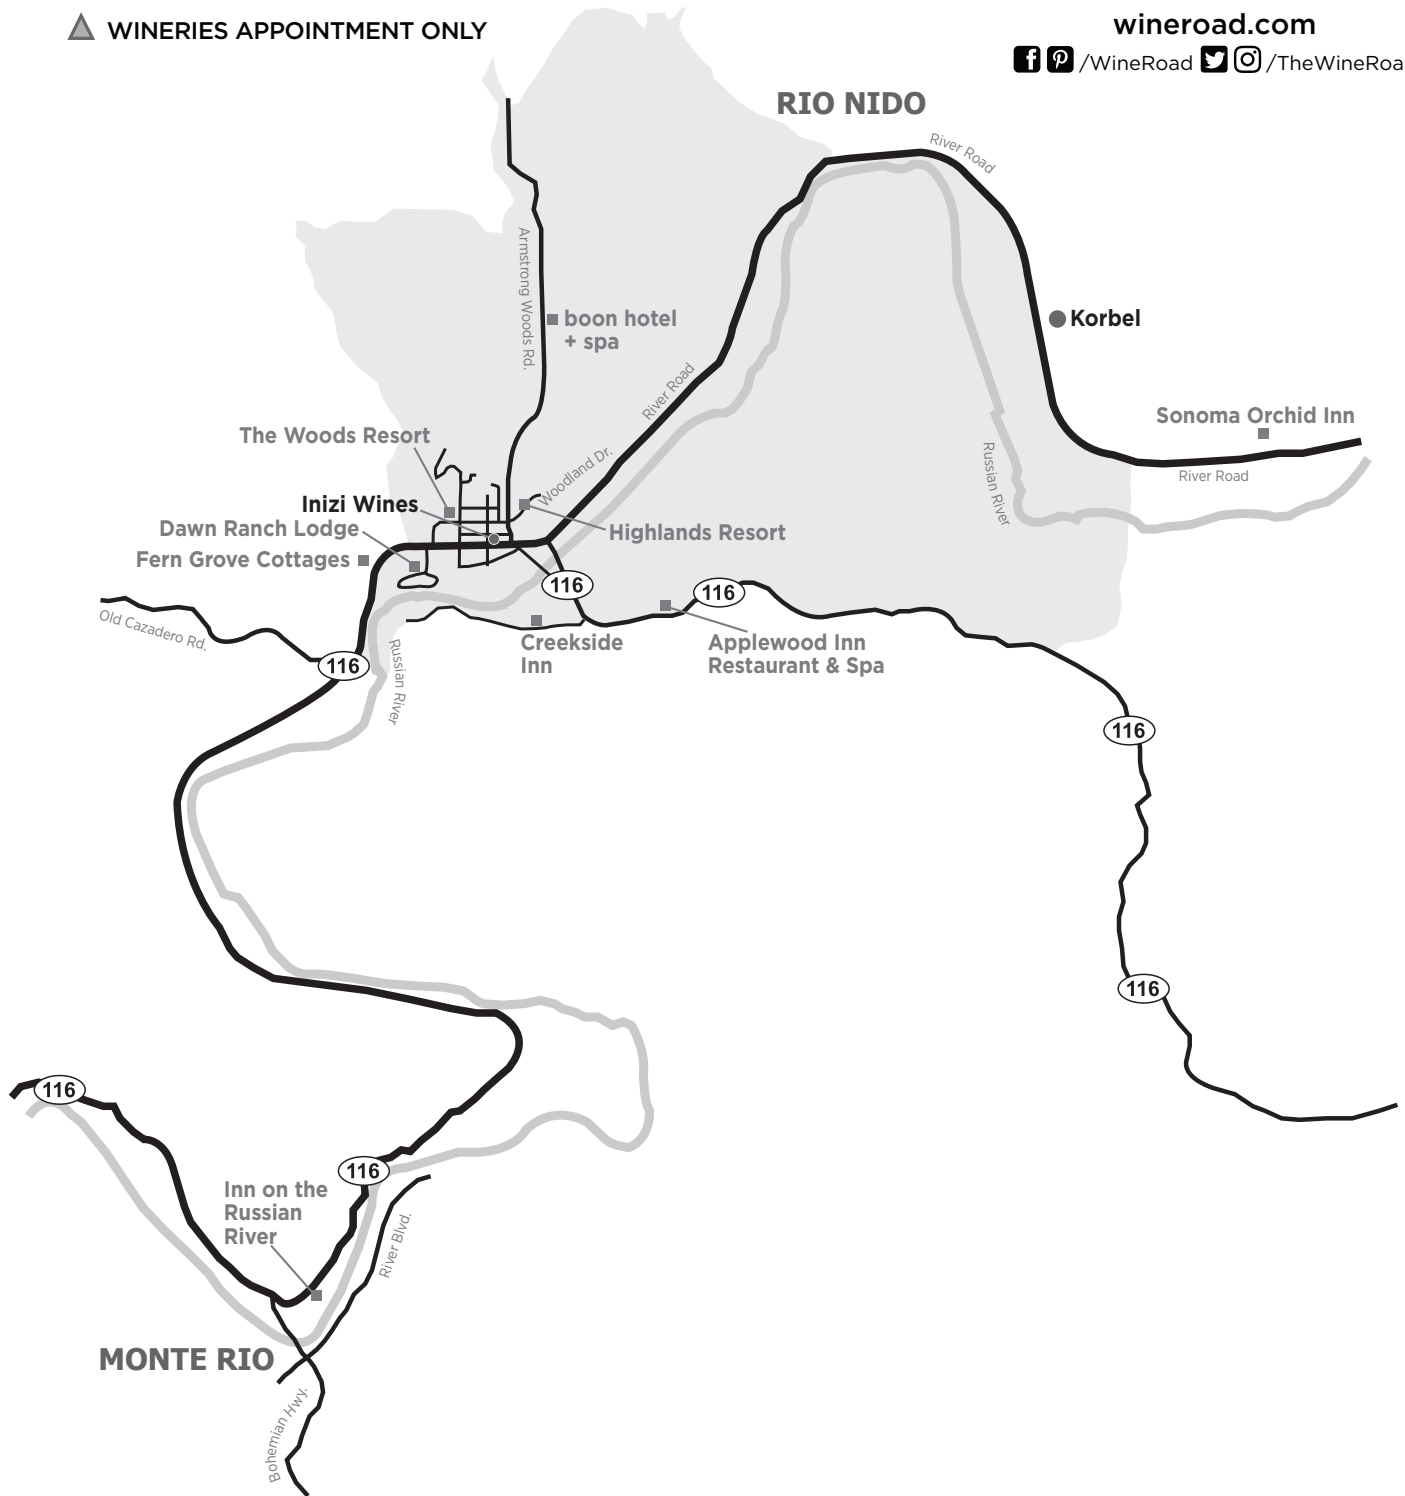 WINERIES APPOINTMENT ONLY
wineroad.com
/WineRoad /TheWineRoa
RIO NIDO
River Road
Armstrong Woods Rd.
boon hotel
+ spa
Korbel
River Road
Sonoma Orchid Inn
River Road
The Woods Resort
Woodland Dr.
Russian River
Inizi Wines
Dawn Ranch Lodge
Highlands Resort
Fern Grove Cottages
116
116
Old Cazadero Rd.
Creekside
Inn
Applewood Inn
Restaurant & Spa
116
Russian River
116
116
116
116
Inn on the
Russian
River
River Blvd.
MONTE RIO
Bohemian Hwy.